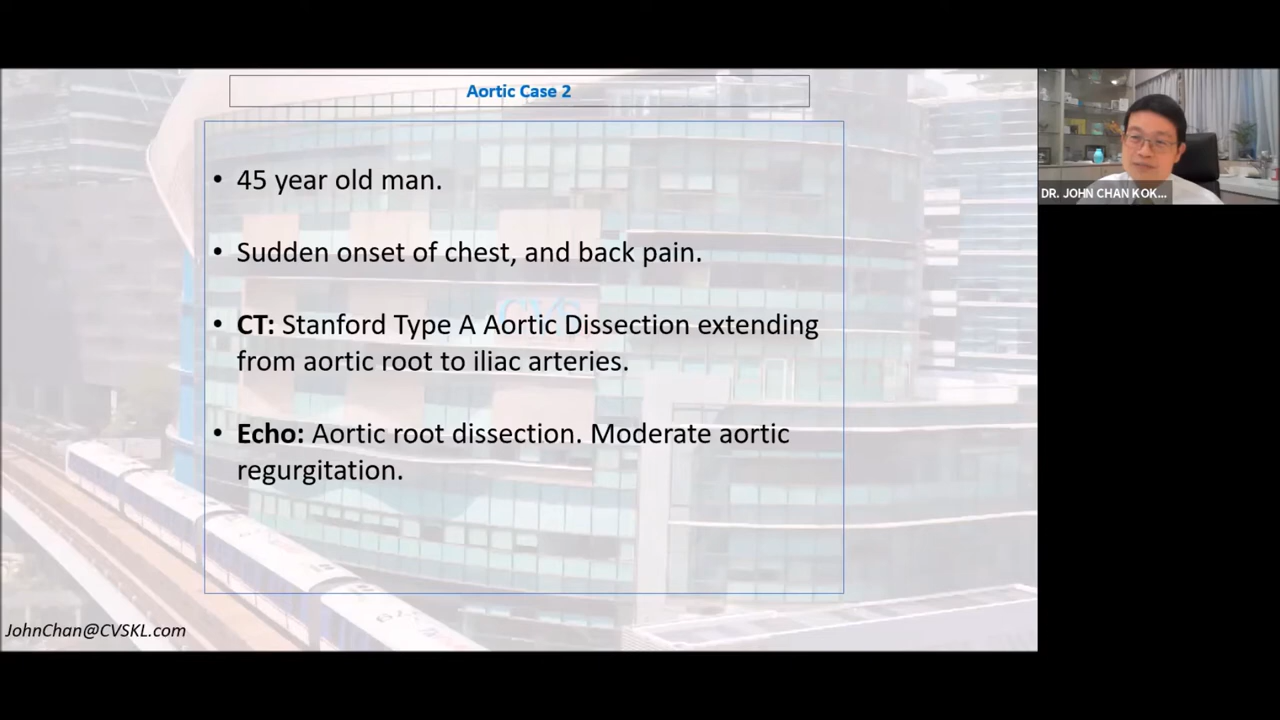 Aortic Case 2
• 45 year old man.
• Sudden onset of chest, and back pain.
• CT: Stanford Type A Aortic Dissection extending
from aortic root to iliac arteries.
• Echo: Aortic root dissection. Moderate aortic
regurgitation.
JohnChan@CVSKL.com
DR. JOHN CHAN KOK...